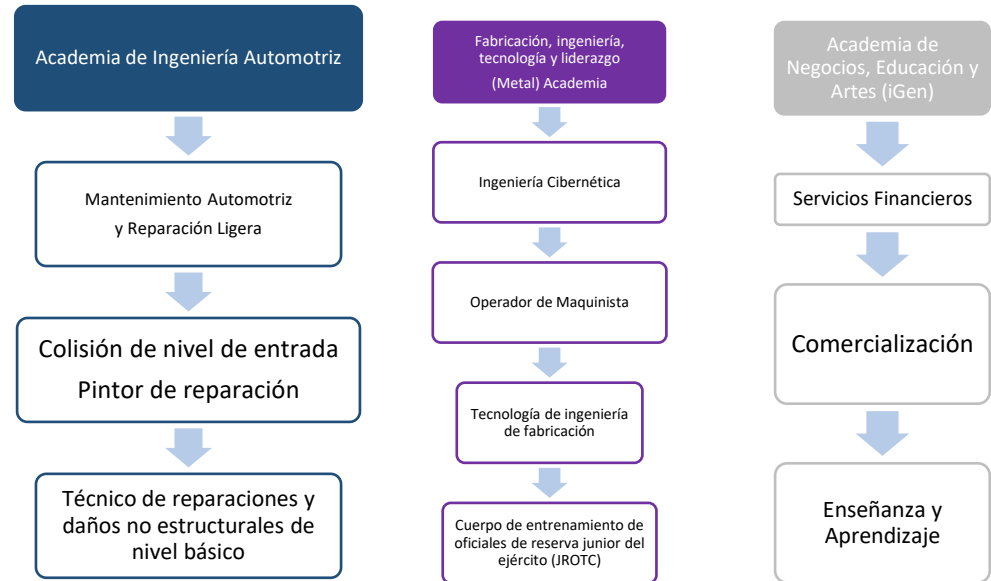 Academia de Ingeniería Automotriz
Mantenimiento Automotriz
y Reparación Ligera
Colisión de nivel de entrada
Pintor de reparación
Técnico de reparaciones y
daños no estructurales de
nivel básico
Fabricación, ingeniería,
tecnología y liderazgo
(Metal) Academia
Ingeniería Cibernética
Operador de Maquinista
Tecnología de ingeniería
de fabricación
Cuerpo de entrenamiento de
oficiales de reserva junior del
ejército (JROTC)
Academia de
Negocios, Educación y
Artes (iGen)
Servicios Financieros
Comercialización
Enseñanza y
Aprendizaje